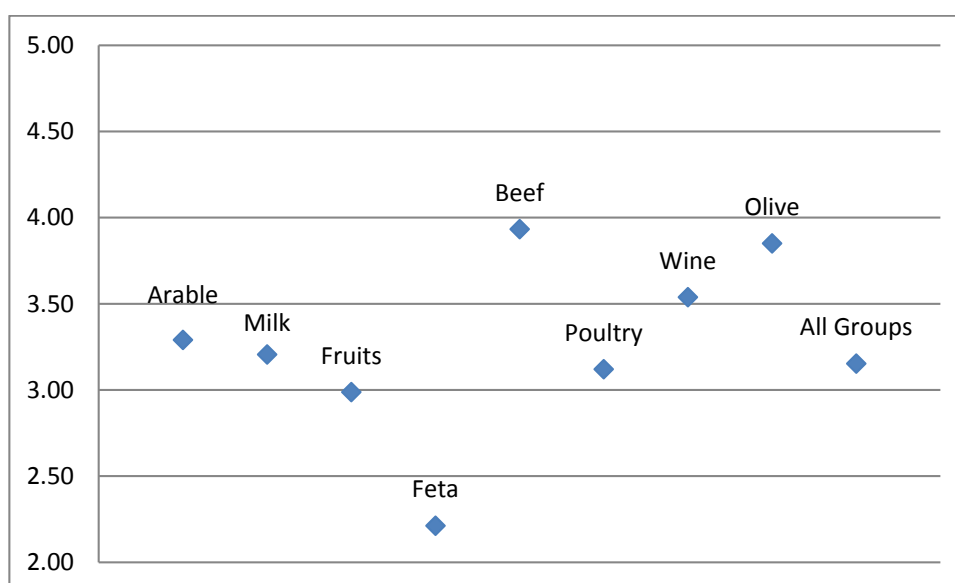 5.00
4.50
Beef
Olive
4.00
Wine
Arable
3.50
Milk
Poultry
All Groups
Fruits
3.00
Feta
2.50
2.00